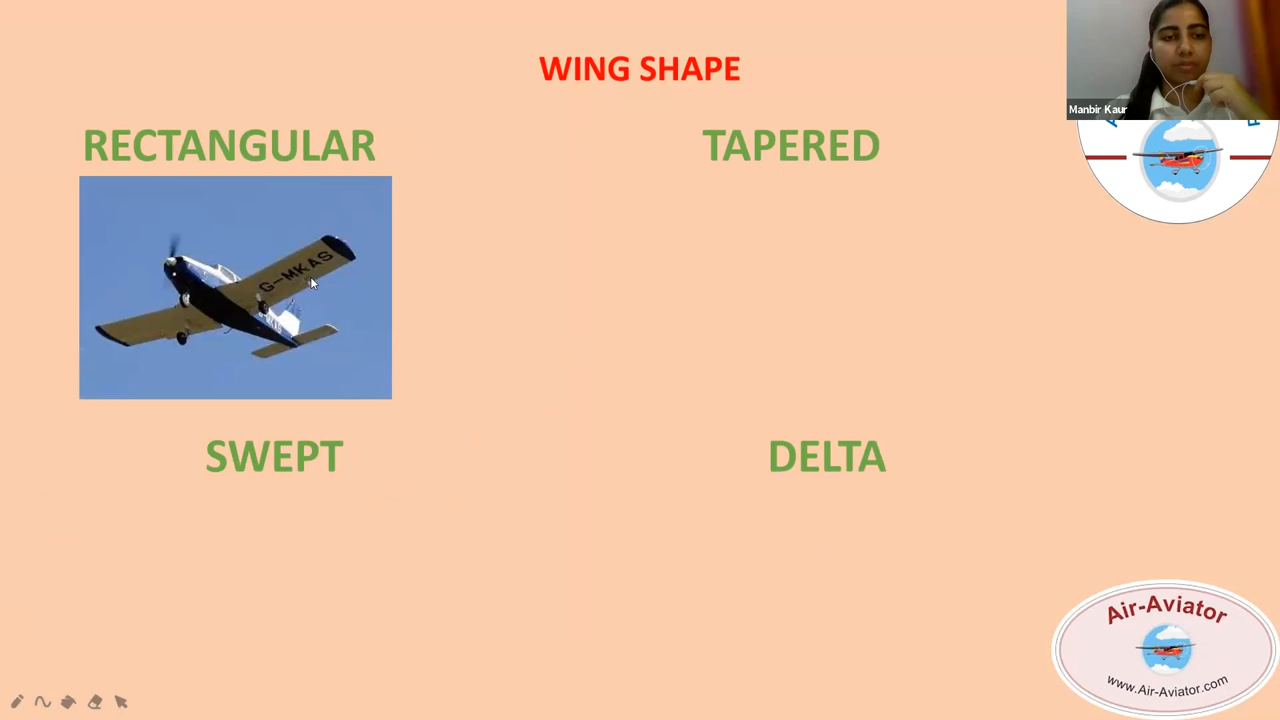 WING SHAPE
Manbir Kaur
RECTANGULAR
TAPERED
G-MKAS
SWEPT
DELTA
Air-Aviator
www.Air-Aviator.com